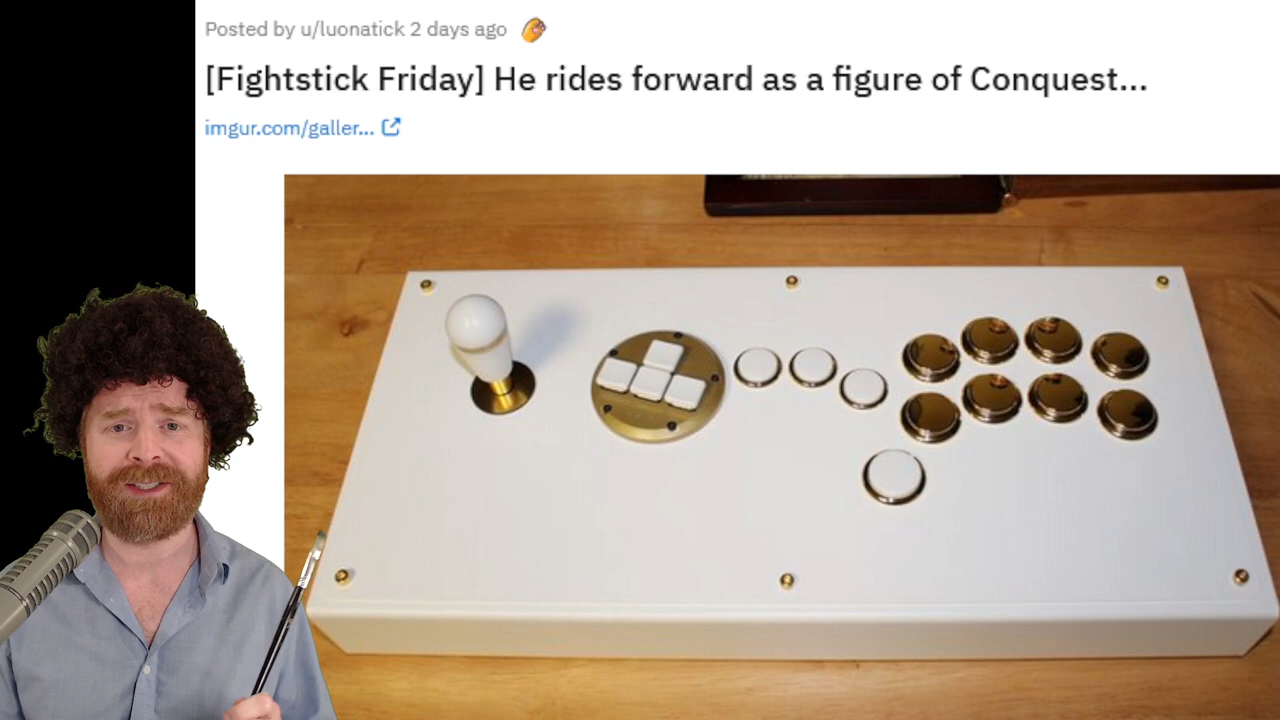 Posted by u/luonatick 2 days ago
[Fightstick Friday] He rides forward as a figure of Conquest...
imgur.com/galler...